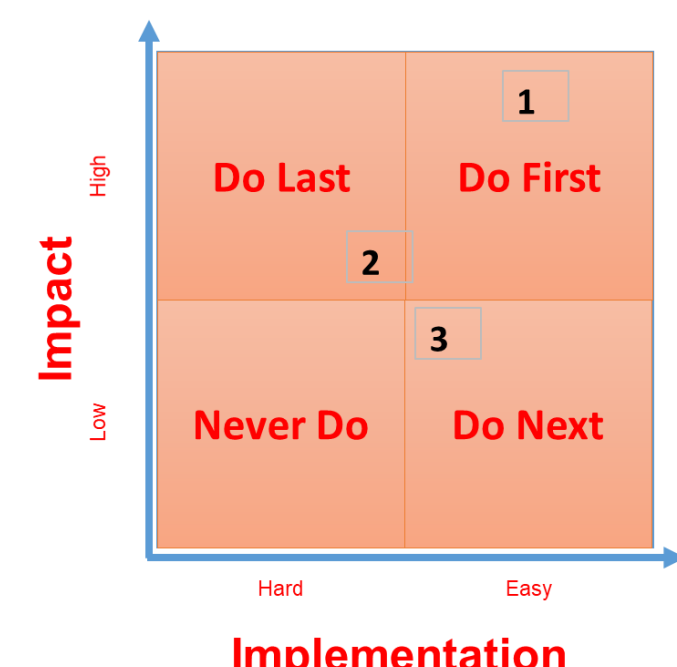 1
High
Do Last
Do First
2
Impact
3
Low
Never Do
Do Next
Hard
Easy
Implementation